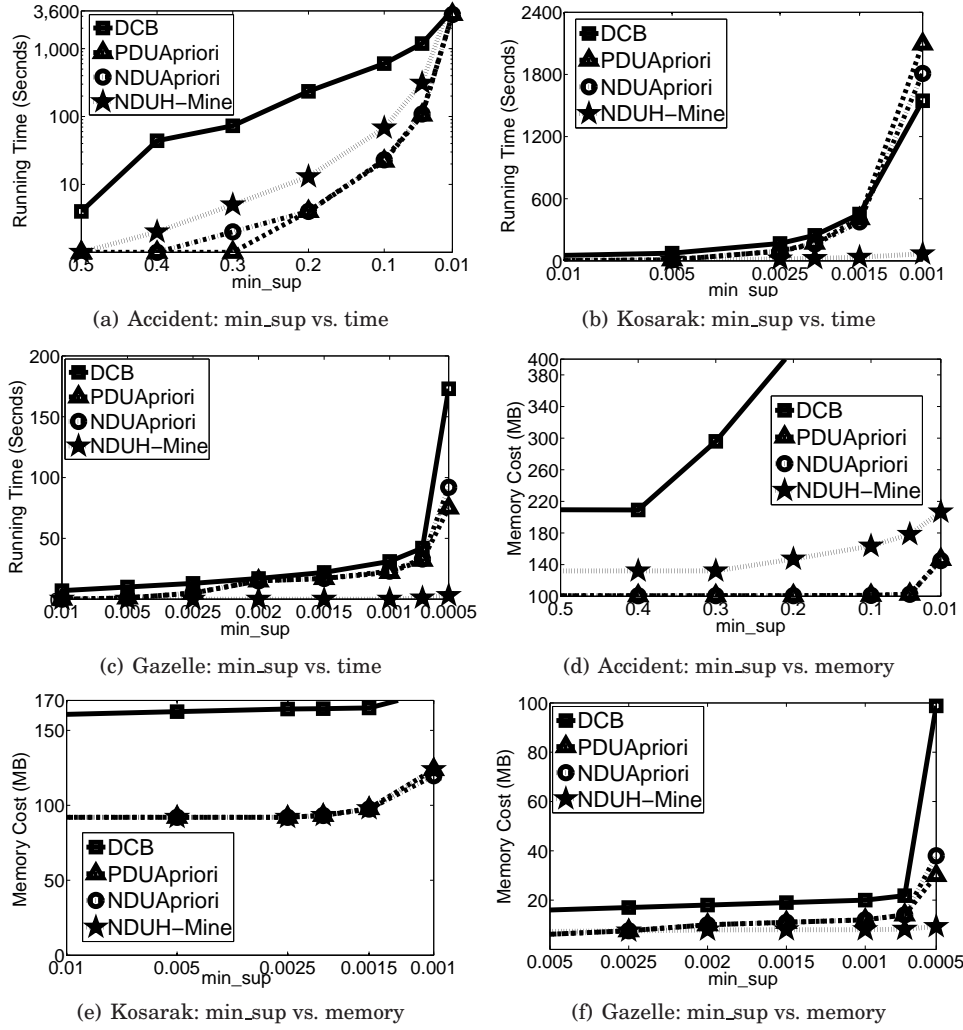 3,600
1,000
100
10
Running Time (Secnds)
DCB
PDUApriori
NDUApriori
NDUH-Mine
0.5
0.4
0.3
0.2
0.1
0.01
min_sup
(a) Accident: min_sup vs. time
2400
1800
1200
600
0
Running Time (Seconds)
DCB
PDUApriori
NDUApriori
NDUH-Mine
0.01
0.005
0.0025
0.0015
0.001
min_sup
(b) Kosarak: min_sup vs. time
200
150
100
50
Running Time (Secnds)
DCB
PDUApriori
NDUApriori
NDUH-Mine
0.01
0.005
0.0025
0.002
0.0015
0.001
0.0005
min_sup
(c) Gazelle: min_sup vs. time
400
380
340
300
260
220
180
140
100
Memory Cost (MB)
DCB
PDUApriori
NDUApriori
NDUH-Mine
0.5
0.4
0.3
0.2
0.1
0.01
min_sup
(d) Accident: min_sup vs. memory
170
150
100
50
0
Memory Cost (MB)
DCB
PDUApriori
NDUApriori
NDUH-Mine
0.01
0.005
0.0025
0.0015
0.001
min_sup
(e) Kosarak: min_sup vs. memory
100
80
60
40
20
Memory Cost (MB)
DCB
PDUApriori
NDUApriori
NDUH-Mine
0.005
0.0025
0.002
0.0015
0.001
0.0005
min_sup
(f) Gazelle: min_sup vs. memory